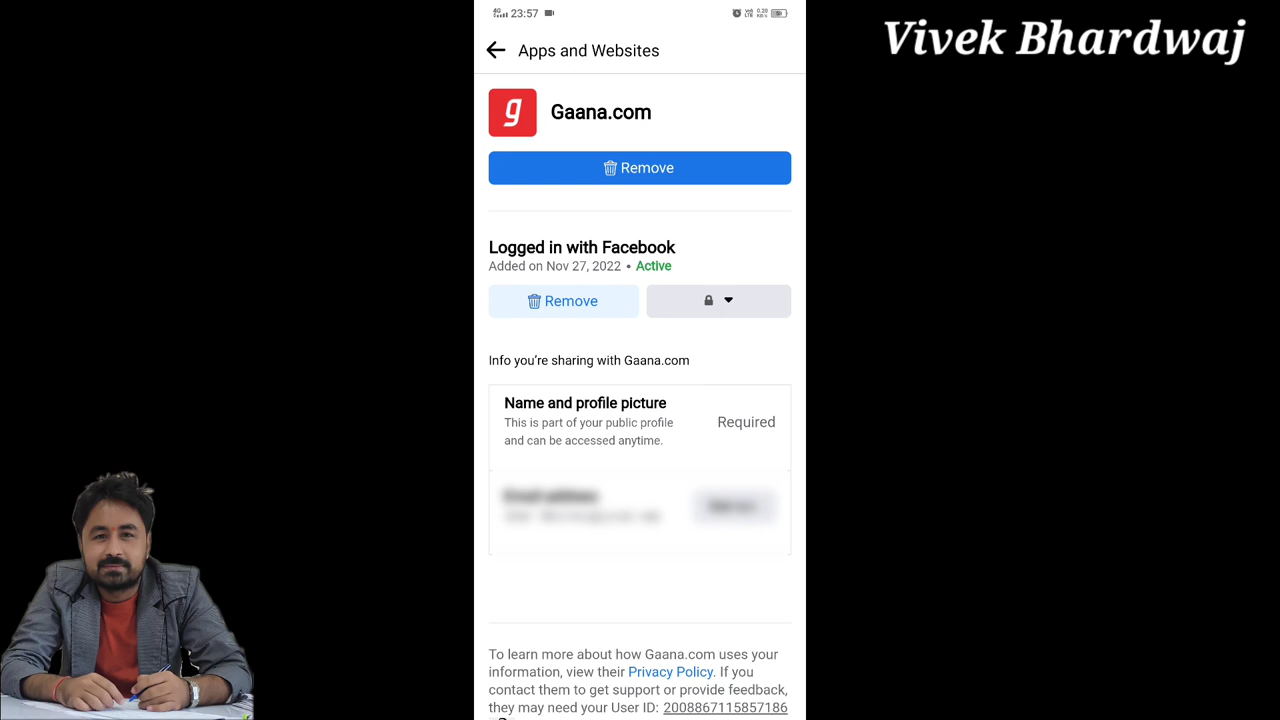 Vivek Bhardwaj
4G 23:57
Apps and Websites
g
Gaana.com
Remove
Logged in with Facebook
Added on Nov 27, 2022 • Active
Remove
Info you're sharing with Gaana.com
Name and profile picture
This is part of your public profile
and can be accessed anytime.
Required
Email address
To learn more about how Gaana.com uses your
information, view their Privacy Policy. If you
contact them to get support or provide feedback,
they may need your User ID: 2008867115857186